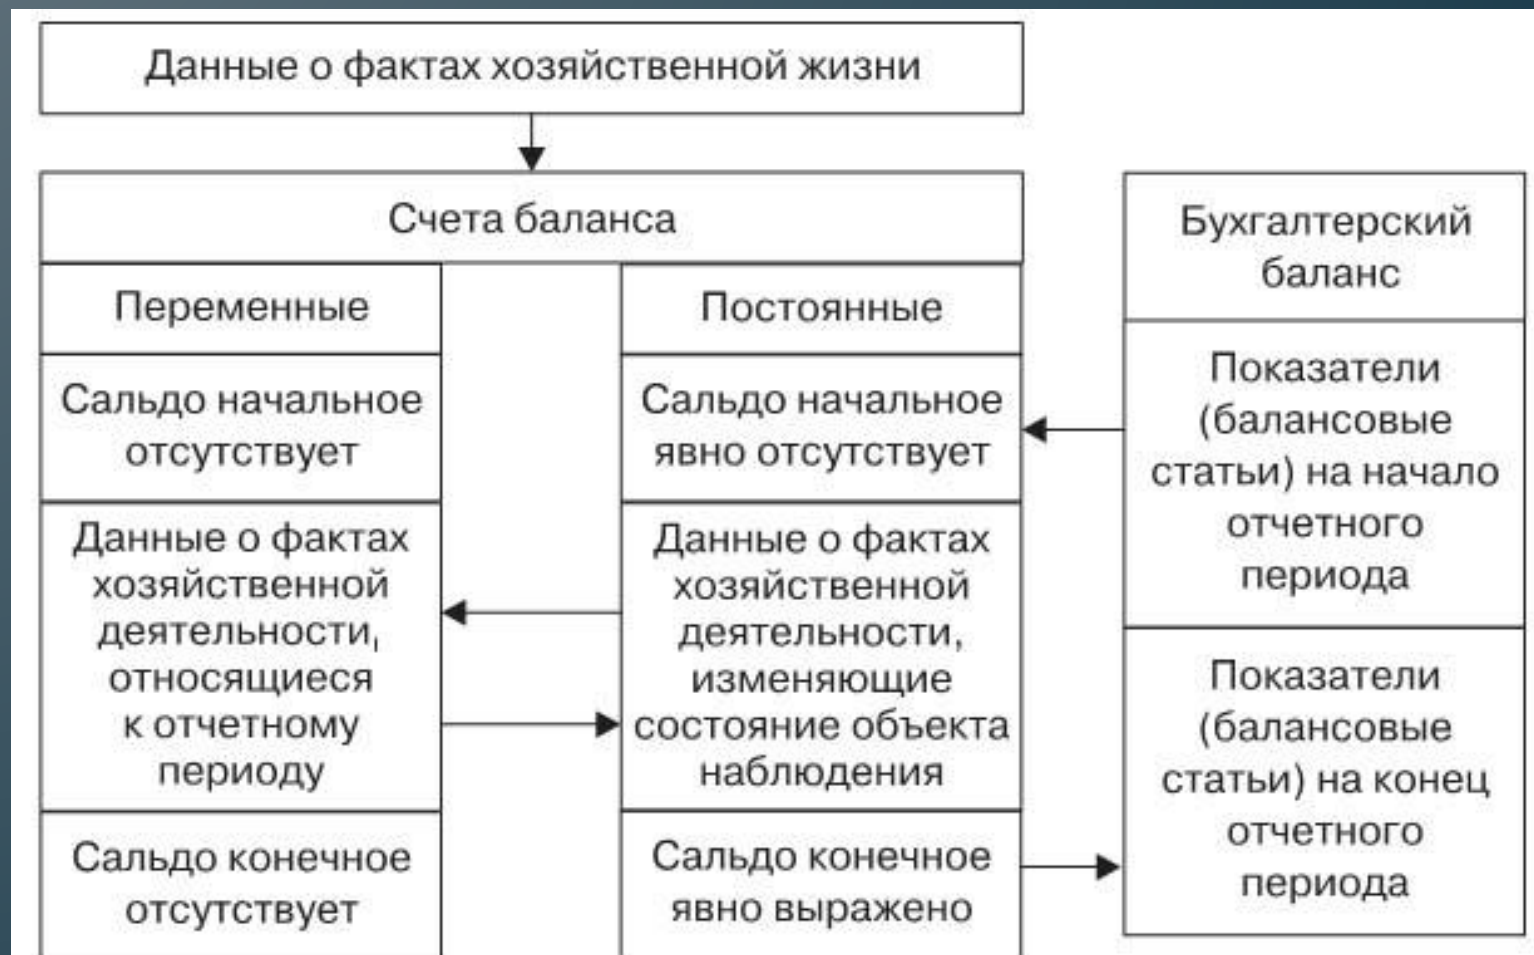 Данные о фактах хозяйственной жизни
Счета баланса
Переменные
Сальдо начальное
отсутствует
Данные о фактах
хозяйственной
деятельности,
относящиеся
к отчетному
периоду
Сальдо конечное
отсутствует
Постоянные
Сальдо начальное
явно отсутствует
Данные о фактах
хозяйственной
деятельности,
изменяющие
состояние объекта
наблюдения
Сальдо конечное
явно выражено
Бухгалтерский
баланс
Показатели
(балансовые
статьи) на начало
отчетного
периода
Показатели
(балансовые
статьи) на конец
отчетного
периода